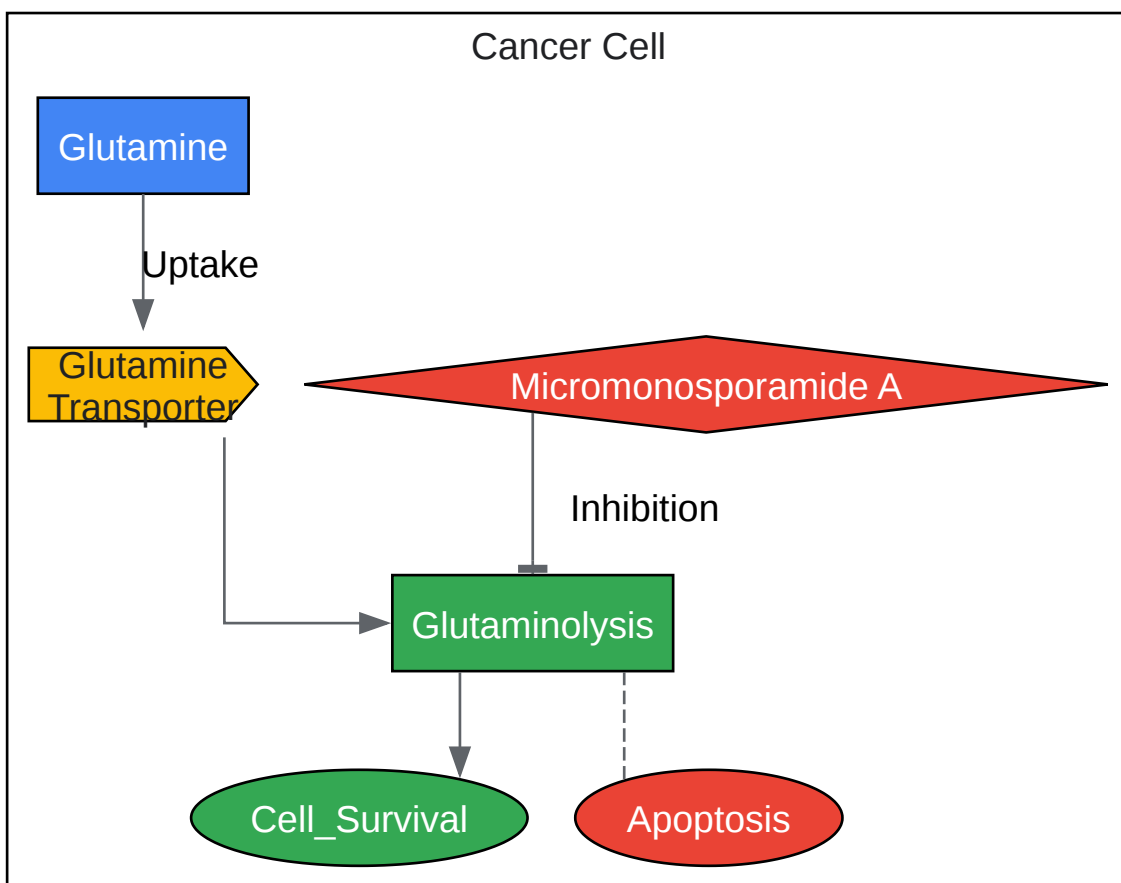 Cancer Cell
Glutamine
Uptake
Glutamine
Transporter
Micromonosporamide A
Inhibition
Glutaminolysis
Cell_Survival
Apoptosis